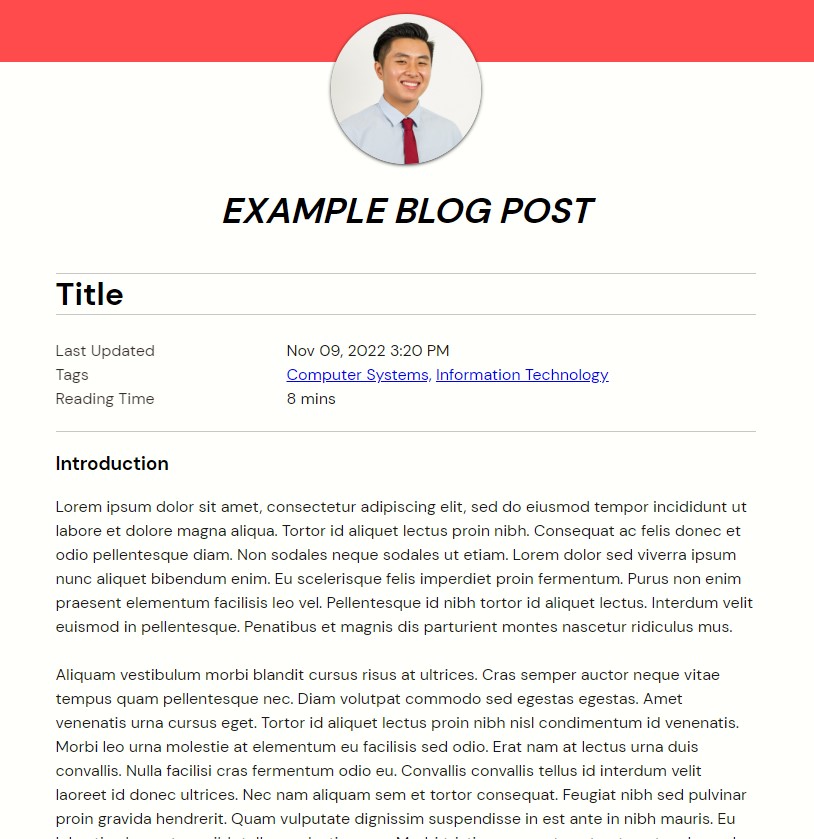 EXAMPLE BLOG POST
Title
Last Updated Nov 09, 2022 3:20 PM
Tags Computer Systems, Information Technology
Reading Time 8 mins
Introduction
Lorem ipsum dolor sit amet, consectetur adipiscing elit, sed do eiusmod tempor incididunt ut
labore et dolore magna aliqua. Tortor id aliquet lectus proin nibh. Consequat ac felis donec et
odio pellentesque diam. Non sodales neque sodales ut etiam. Lorem dolor sed viverra ipsum
nunc aliquet bibendum enim. Eu scelerisque felis imperdiet proin fermentum. Purus non enim
praesent elementum facilisis leo vel. Pellentesque id nibh tortor id aliquet lectus. Interdum velit
euismod in pellentesque. Penatibus et magnis dis parturient montes nascetur ridiculus mus.
Aliquam vestibulum morbi blandit cursus risus at ultrices. Cras semper auctor neque vitae
tempus quam pellentesque nec. Diam volutpat commodo sed egestas egestas. Amet
venenatis urna cursus eget. Tortor id aliquet lectus proin nibh nisl condimentum id venenatis.
Morbi leo urna molestie at elementum eu facilisis sed odio. Erat nam at lectus urna duis
convallis. Nulla facilisi cras fermentum odio eu. Convallis convallis tellus id interdum velit
laoreet id donec ultrices. Nec nam aliquam sem et tortor consequat. Feugiat nibh sed pulvinar
proin gravida hendrerit. Quam vulputate dignissim suspendisse in est ante in nibh mauris. Eu